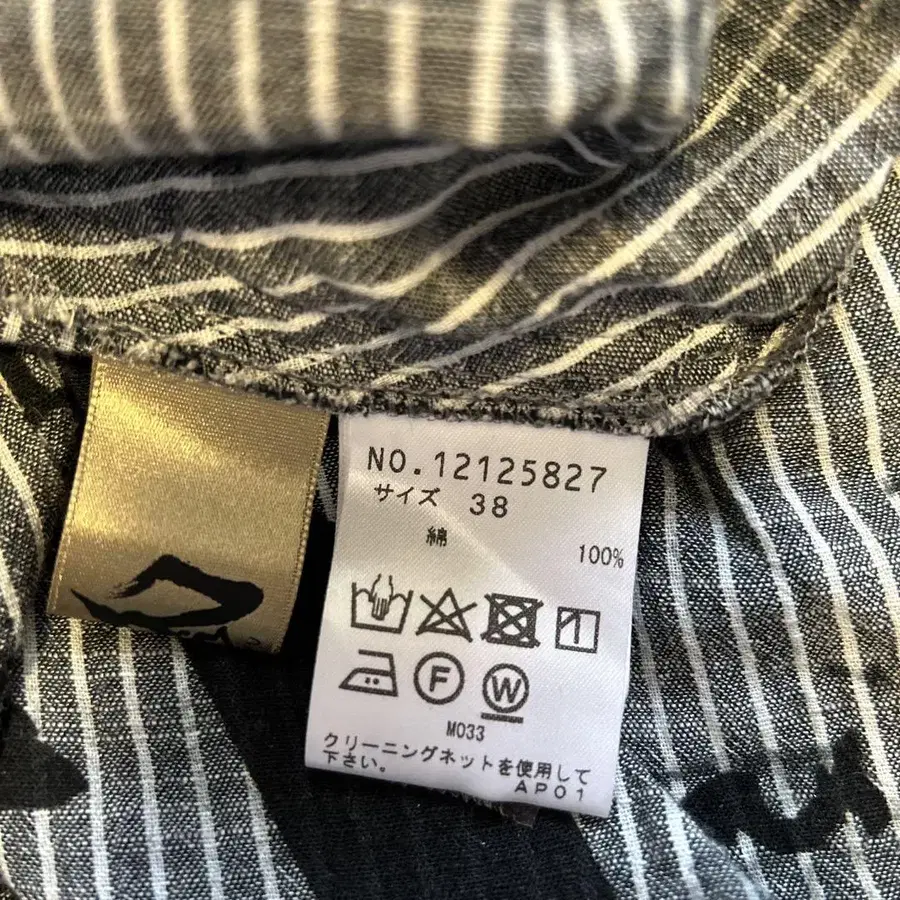 NO.12125827
サイズ 38
綿 100%
F W
M033
クリーニングネットを使用して
下さい。
AP01